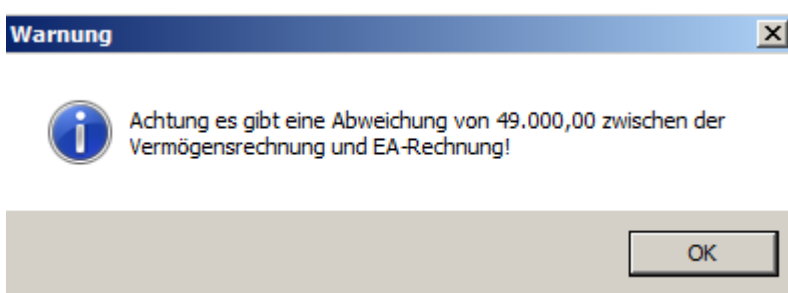 Warnung
Achtung es gibt eine Abweichung von 49.000,00 zwischen der
Vermögensrechnung und EA-Rechnung!
OK